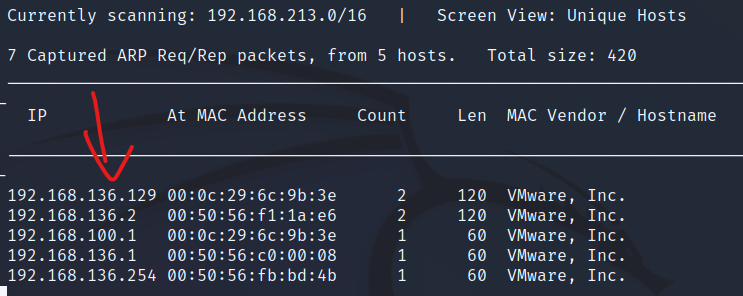 Currently scanning: 192.168.213.0/16   |   Screen View: Unique Hosts
7 Captured ARP Req/Rep packets, from 5 hosts.   Total size: 420
IP            At MAC Address     Count     Len  MAC Vendor / Hostname
192.168.136.129 00:0c:29:6c:9b:3e      2     120  VMware, Inc.
192.168.136.2   00:50:56:f1:1a:e6      2     120  VMware, Inc.
192.168.100.1   00:0c:29:6c:9b:3e      1      60  VMware, Inc.
192.168.136.1   00:50:56:c0:00:08      1      60  VMware, Inc.
192.168.136.254 00:50:56:fb:bd:4b      1      60  VMware, Inc.